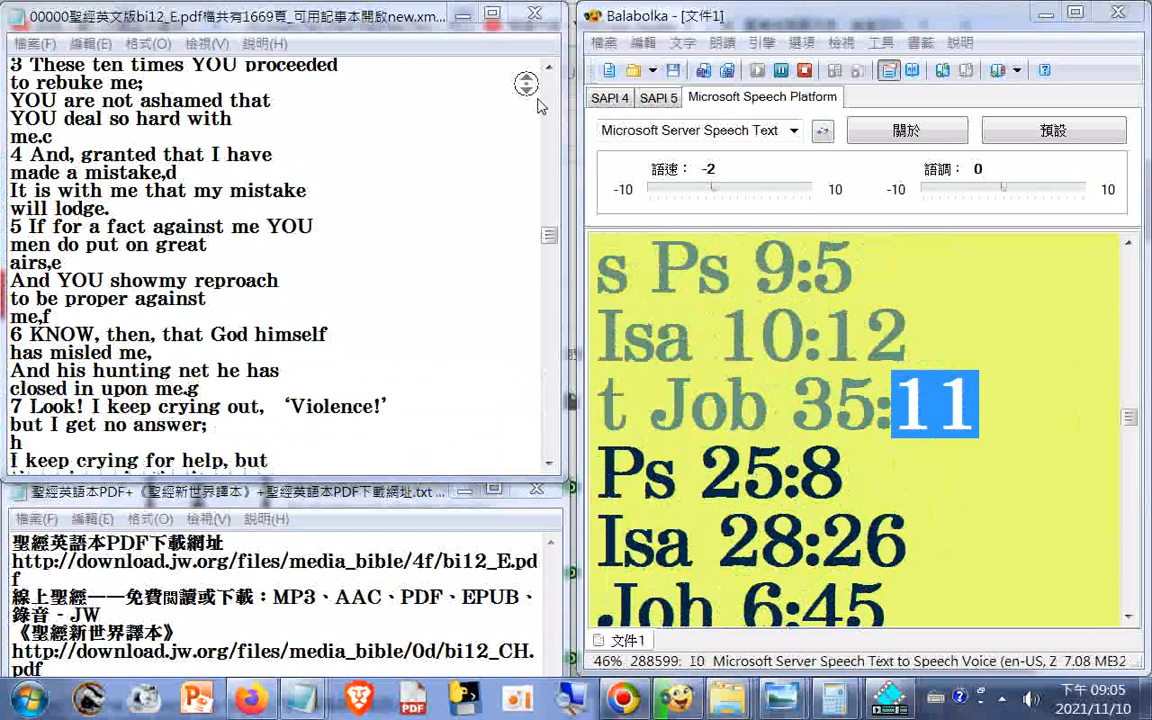 00000聖經英文版bi12_E.pdf檔共有1669頁_可用記事本開啟new.xm...
檔案(F) 編輯(E) 格式(O) 檢視(V) 說明(H)
3 These ten times YOU proceeded
to rebuke me;
YOU are not ashamed that
YOU deal so hard with
me.c
4 And, granted that I have
made a mistake,d
It is with me that my mistake
will lodge.
5 If for a fact against me YOU
men do put on great
airs,e
And YOU showmy reproach
to be proper against
me,f
6 KNOW, then, that God himself
has misled me,
And his hunting net he has
closed in upon me.g
7 Look! I keep crying out, ‘Violence!’
but I get no answer;
h
I keep crying for help, but
聖經英語本PDF+《聖經新世界譯本》+聖經英語本PDF下載網址.txt ...
檔案(F) 編輯(E) 格式(O) 檢視(V) 說明(H)
聖經英語本PDF下載網址
http://download.jw.org/files/media_bible/4f/bi12_E.pd
f
線上聖經——免費閱讀或下載：MP3、AAC、PDF、EPUB、
錄音 - JW
《聖經新世界譯本》
http://download.jw.org/files/media_bible/0d/bi12_CH.
pdf
Balabolka - [文件1]
檔案 編輯 文字 朗讀 引擎 選項 檢視 工具 書籤 說明
SAPI 4 SAPI 5 Microsoft Speech Platform
Microsoft Server Speech Text 關於 預設
語速： -2 語調： 0
-10 10 -10 10
s Ps 9:5
Isa 10:12
t Job 35:11
Ps 25:8
Isa 28:26
Joh 6:45
文件1
46% 288599: 10 Microsoft Server Speech Text to Speech Voice (en-US, Z 7.08 MB
下午 09:05
2021/11/10